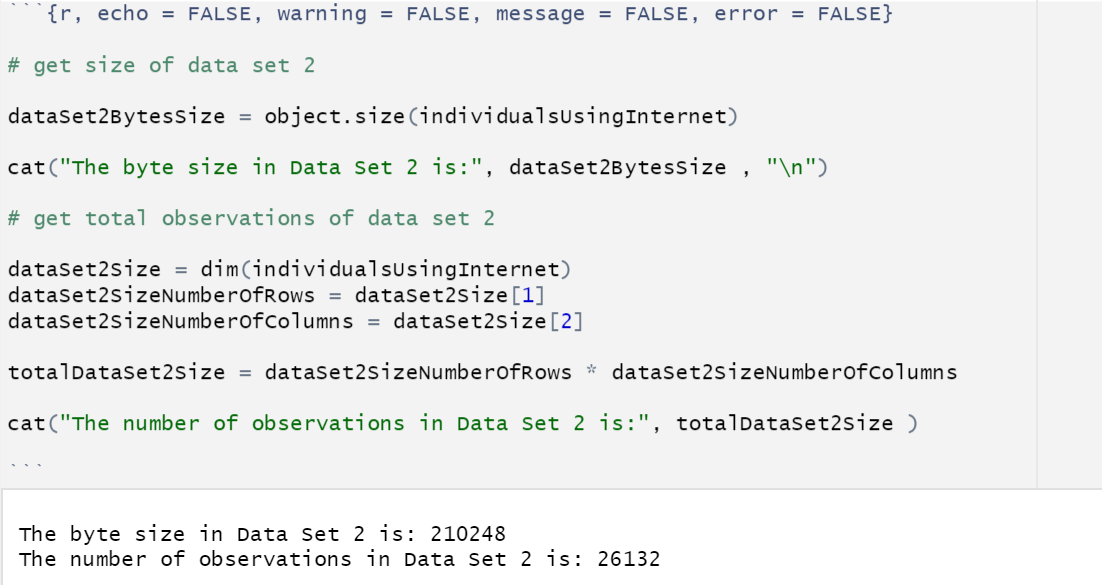 ```{r, echo = FALSE, warning = FALSE, message = FALSE, error = FALSE}
# get size of data set 2
dataSet2BytesSize = object.size(individualsUsingInternet)
cat("The byte size in Data Set 2 is:", dataSet2BytesSize , "\n")
# get total observations of data set 2
dataSet2Size = dim(individualsUsingInternet)
dataSet2SizeNumberOfRows = dataSet2Size[1]
dataSet2SizeNumberOfColumns = dataSet2Size[2]
totalDataSet2Size = dataSet2SizeNumberOfRows * dataSet2SizeNumberOfColumns
cat("The number of observations in Data Set 2 is:", totalDataSet2Size )
```
The byte size in Data Set 2 is: 210248
The number of observations in Data Set 2 is: 26132